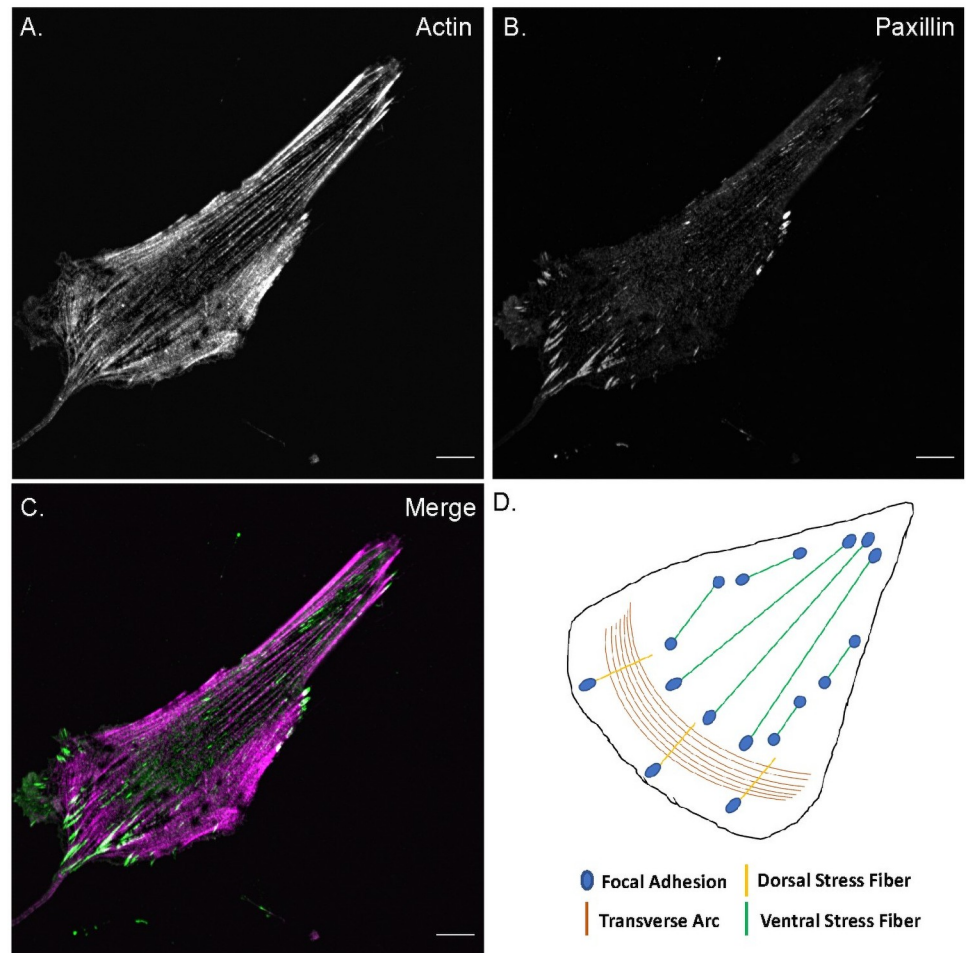 A. Actin
B. Paxillin
C. Merge
D.
Focal Adhesion
Dorsal Stress Fiber
Transverse Arc
Ventral Stress Fiber